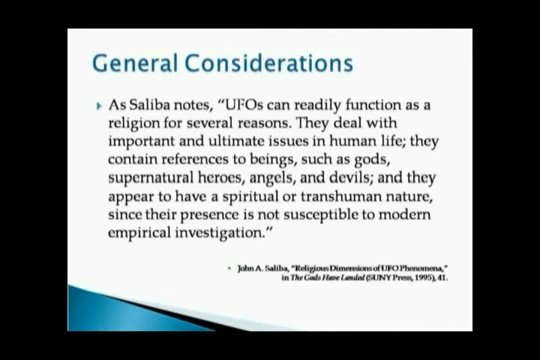 General Considerations
As Saliba notes, “UFOs can readily function as a
religion for several reasons. They deal with
important and ultimate issues in human life; they
contain references to beings, such as gods,
supernatural heroes, angels, and devils; and they
appear to have a spiritual or transhuman nature,
since their presence is not susceptible to modern
empirical investigation.”
John A. Saliba, “Religious Dimensions of UFO Phenomena,”
in The Gods Have Landed (SUNY Press, 1995), 41.